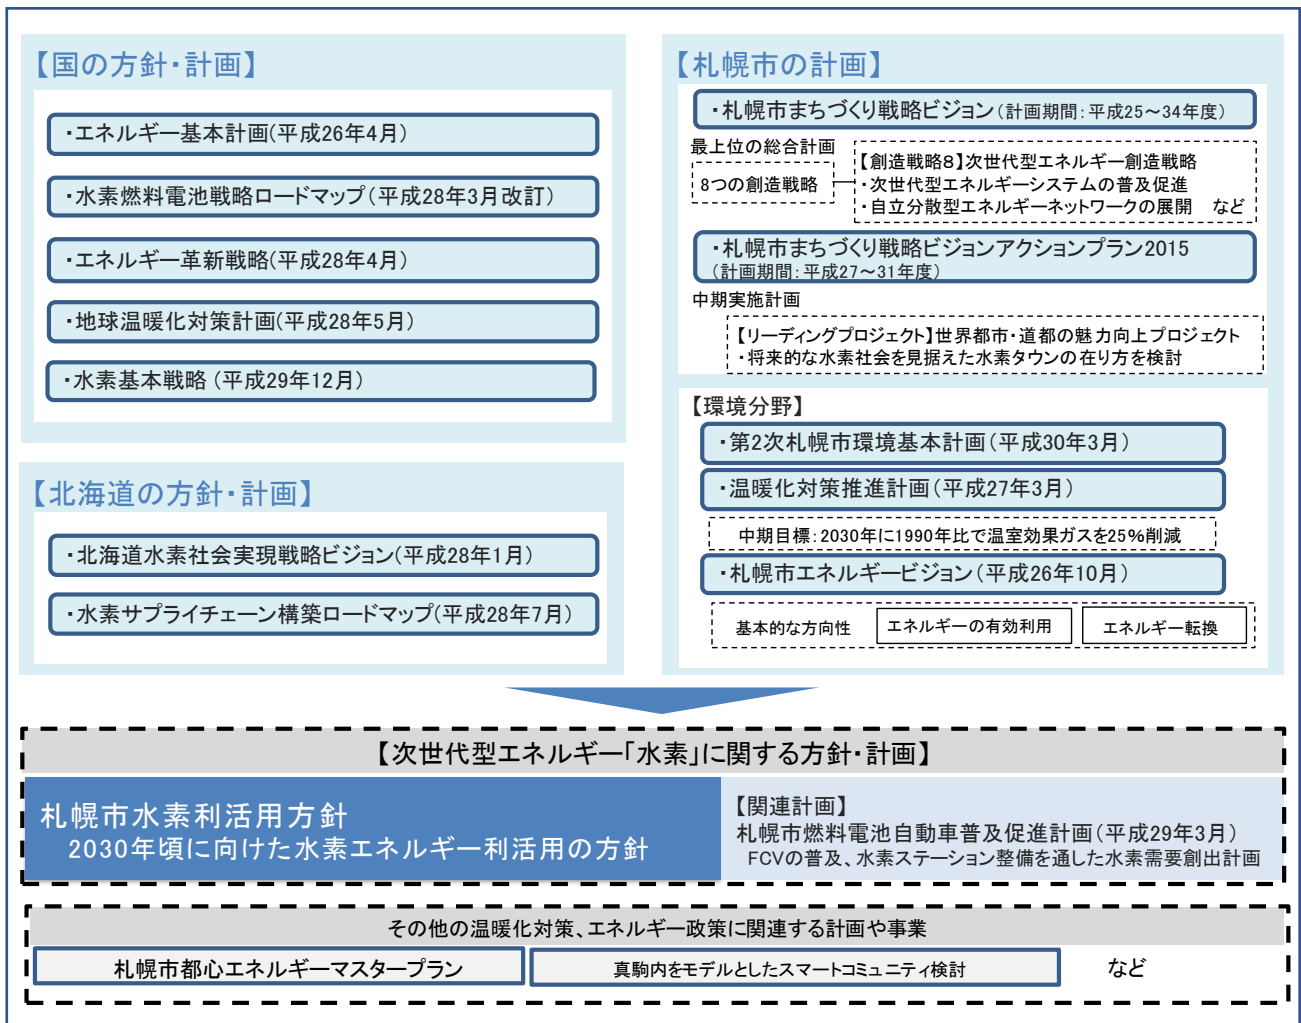 【国の方針・計画】
・エネルギー基本計画(平成26年4月)
・水素燃料電池戦略ロードマップ(平成28年3月改訂)
・エネルギー革新戦略(平成28年4月)
・地球温暖化対策計画(平成28年5月)
・水素基本戦略 (平成29年12月)
【北海道の方針・計画】
・北海道水素社会実現戦略ビジョン(平成28年1月)
・水素サプライチェーン構築ロードマップ(平成28年7月)
【札幌市の計画】
・札幌市まちづくり戦略ビジョン (計画期間:平成25~34年度)
最上位の総合計画
8つの創造戦略
【創造戦略8】次世代型エネルギー創造戦略
・次世代型エネルギーシステムの普及促進
・自立分散型エネルギーネットワークの展開 など
・札幌市まちづくり戦略ビジョンアクションプラン2015
(計画期間:平成27~31年度)
中期実施計画
【リーディングプロジェクト】世界都市・道都の魅力向上プロジェクト
・将来的な水素社会を見据えた水素タウンの在り方を検討
【環境分野】
・第2次札幌市環境基本計画(平成30年3月)
・温暖化対策推進計画(平成27年3月)
中期目標:2030年に1990年比で温室効果ガスを25%削減
・札幌市エネルギービジョン(平成26年10月)
基本的な方向性 エネルギーの有効利用 エネルギー転換
【次世代型エネルギー「水素」に関する方針・計画】
札幌市水素利活用方針
2030年頃に向けた水素エネルギー利活用の方針
【関連計画】
札幌市燃料電池自動車普及促進計画(平成29年3月)
FCVの普及、水素ステーション整備を通した水素需要創出計画
その他の温暖化対策、エネルギー政策に関連する計画や事業
札幌市都心エネルギーマスタープラン 真駒内をモデルとしたスマートコミュニティ検討 など